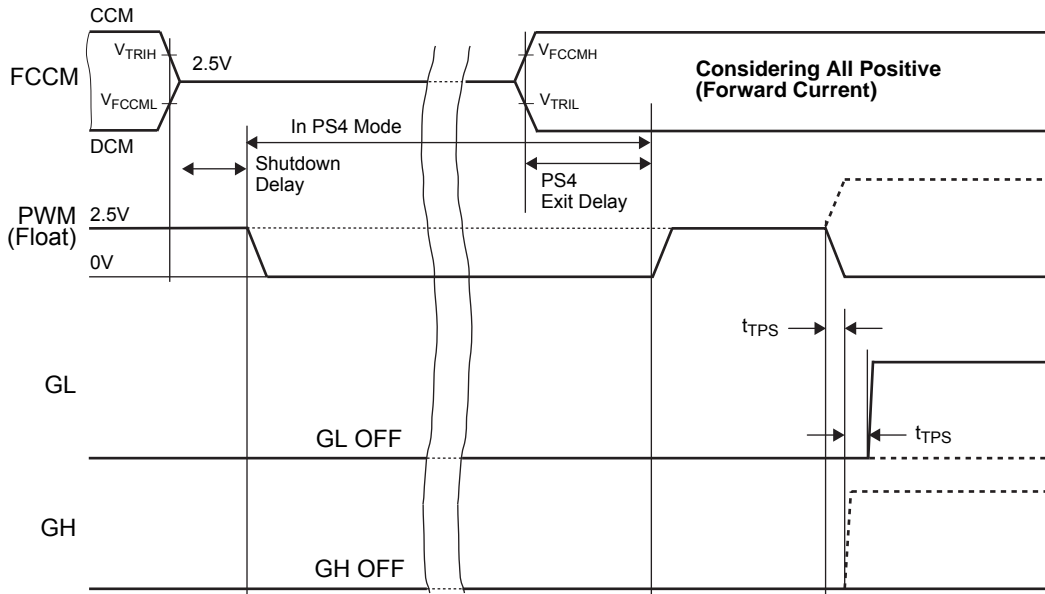 CCM
V_TRIH
FCCM
2.5V
V_FCCML
DCM
V_FCCMH
V_TRIL
Considering All Positive
(Forward Current)
In PS4 Mode
Shutdown
Delay
PS4
Exit Delay
PWM
(Float)
2.5V
0V
t_TPS
GL
GL OFF
t_TPS
GH
GH OFF